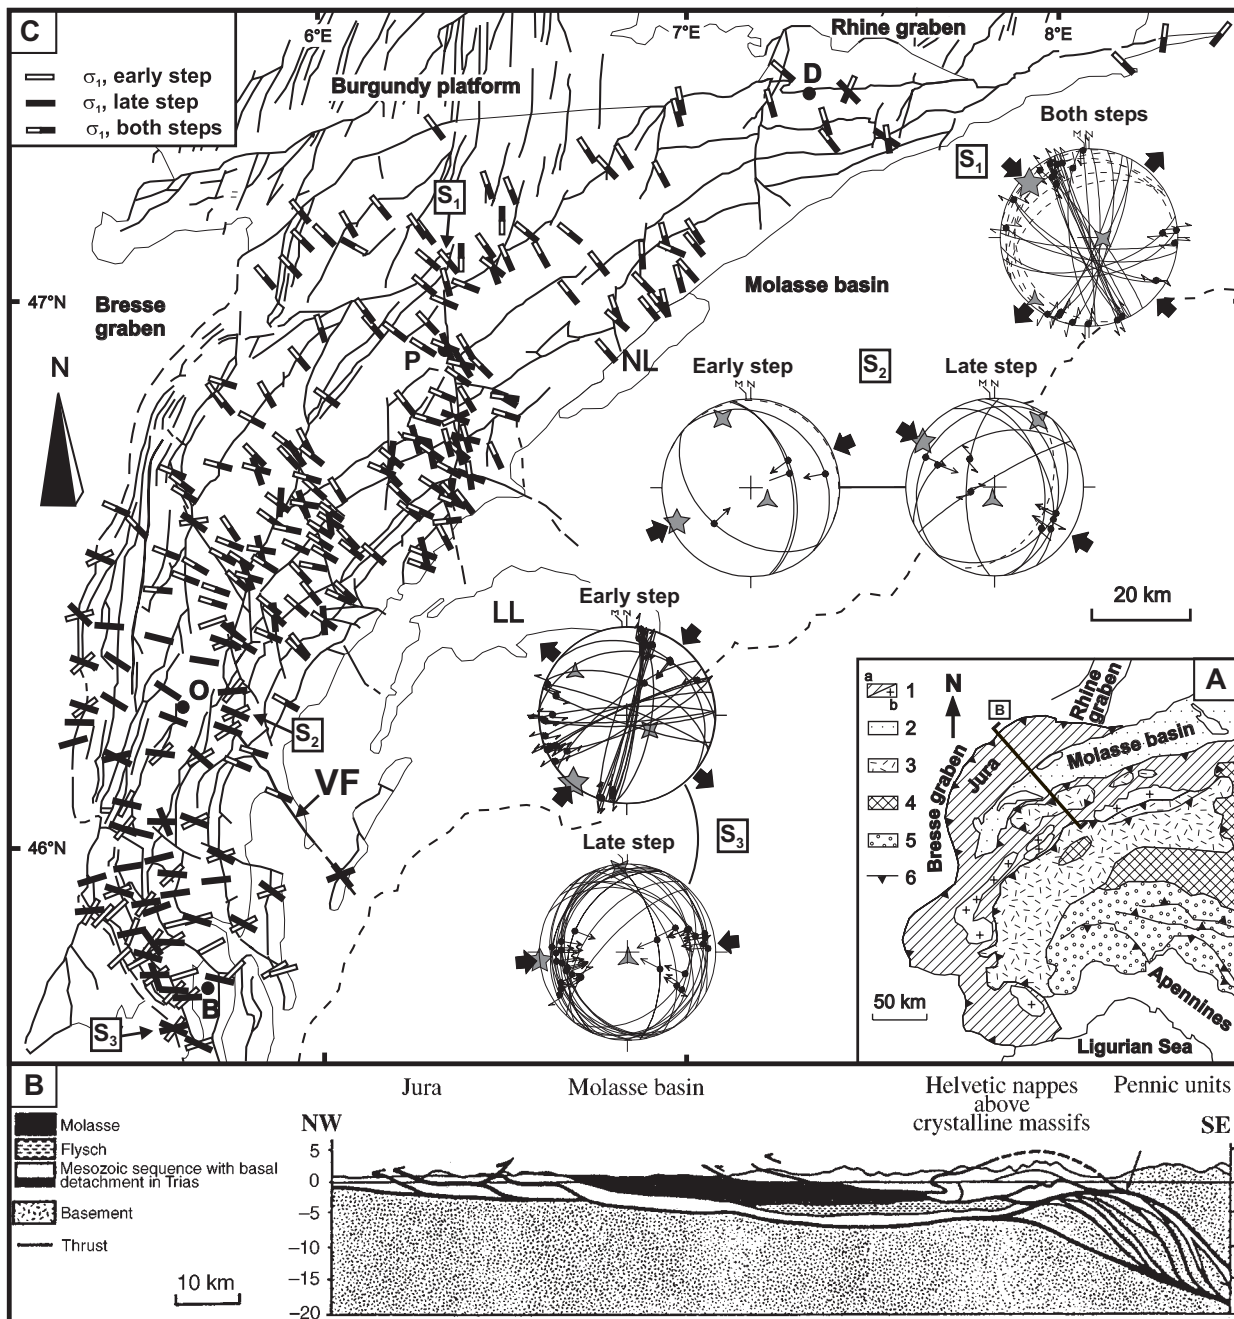 C
6°E
7°E
8°E
Rhine graben
σ1, early step
σ1, late step
σ1, both steps
Burgundy platform
D
Both steps
S1
M N
S1
47°N
Bresse
graben
Molasse basin
N
P
NL
Early step
S2
Late step
M N
M N
20 km
LL
Early step
M N
O
S2
VF
S3
Late step
46°N
B
S3
A
a
b
1
2
3
4
5
6
N
B
Rhine
graben
Molasse basin
Jura
Bresse graben
50 km
Apennines
Ligurian Sea
B
Jura
Molasse basin
Helvetic nappes
above
crystalline massifs
Pennic units
NW
SE
Molasse
Flysch
Mesozoic sequence with basal
detachment in Trias
Basement
Thrust
10 km
5
0
–5
–10
–15
–20